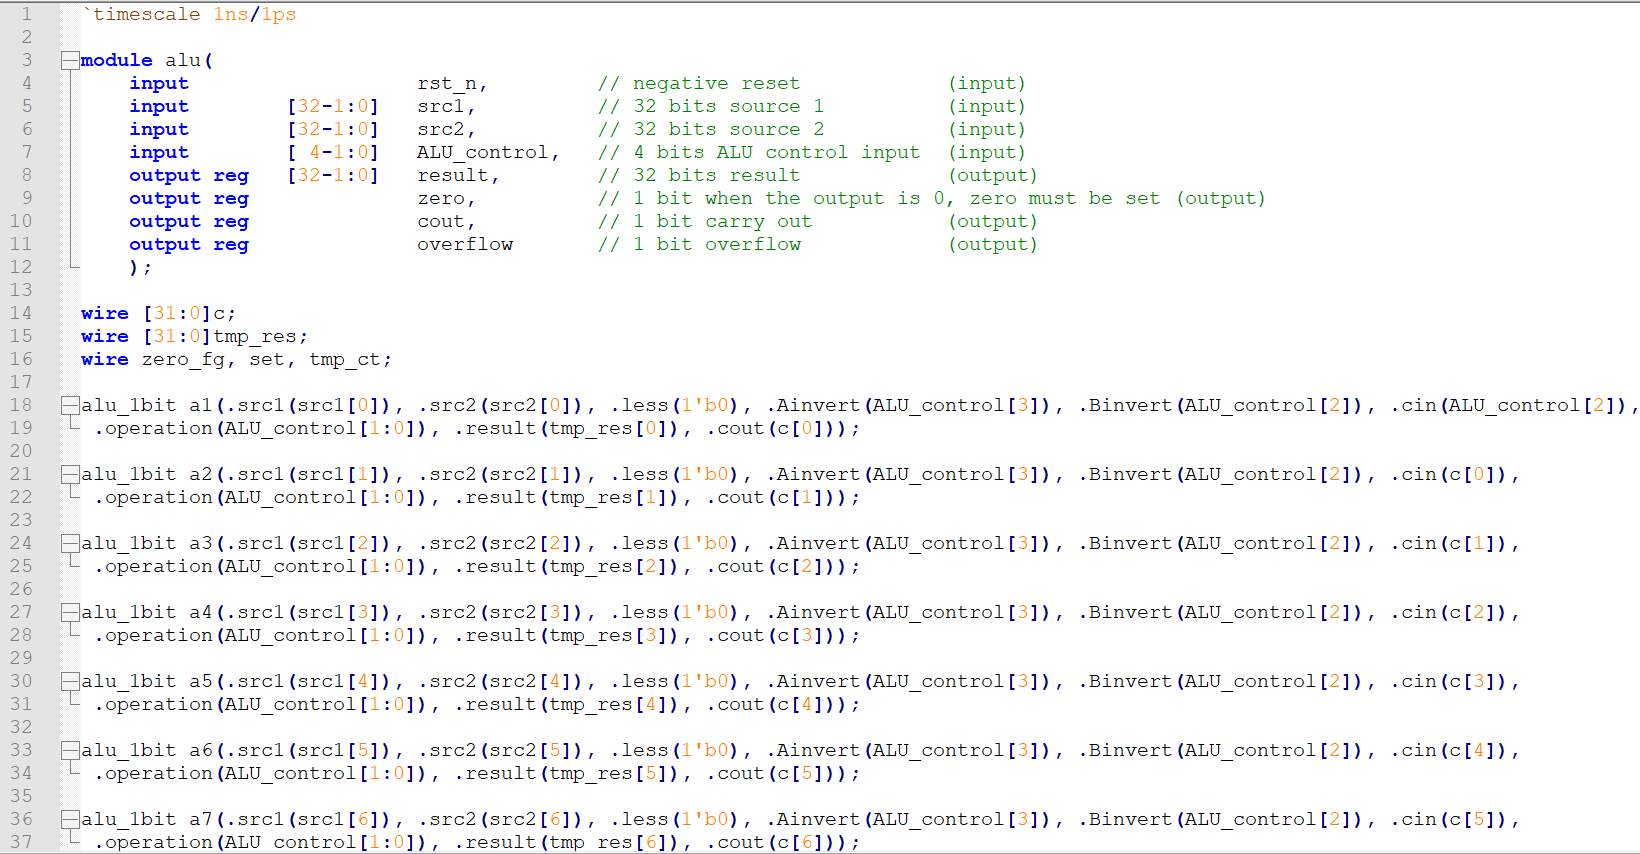 1 `timescale 1ns/1ps
2
3 module alu(
4 input rst_n, // negative reset (input)
5 input [32-1:0] src1, // 32 bits source 1 (input)
6 input [32-1:0] src2, // 32 bits source 2 (input)
7 input [ 4-1:0] ALU_control, // 4 bits ALU control input (input)
8 output reg [32-1:0] result, // 32 bits result (output)
9 output reg zero, // 1 bit when the output is 0, zero must be set (output)
10 output reg cout, // 1 bit carry out (output)
11 output reg overflow // 1 bit overflow (output)
12 );
13
14 wire [31:0]c;
15 wire [31:0]tmp_res;
16 wire zero_fg, set, tmp_ct;
17
18 alu_1bit a1(.src1(src1[0]), .src2(src2[0]), .less(1'b0), .Ainvert(ALU_control[3]), .Binvert(ALU_control[2]), .cin(ALU_control[2]),
19 .operation(ALU_control[1:0]), .result(tmp_res[0]), .cout(c[0]));
20
21 alu_1bit a2(.src1(src1[1]), .src2(src2[1]), .less(1'b0), .Ainvert(ALU_control[3]), .Binvert(ALU_control[2]), .cin(c[0]),
22 .operation(ALU_control[1:0]), .result(tmp_res[1]), .cout(c[1]));
23
24 alu_1bit a3(.src1(src1[2]), .src2(src2[2]), .less(1'b0), .Ainvert(ALU_control[3]), .Binvert(ALU_control[2]), .cin(c[1]),
25 .operation(ALU_control[1:0]), .result(tmp_res[2]), .cout(c[2]));
26
27 alu_1bit a4(.src1(src1[3]), .src2(src2[3]), .less(1'b0), .Ainvert(ALU_control[3]), .Binvert(ALU_control[2]), .cin(c[2]),
28 .operation(ALU_control[1:0]), .result(tmp_res[3]), .cout(c[3]));
29
30 alu_1bit a5(.src1(src1[4]), .src2(src2[4]), .less(1'b0), .Ainvert(ALU_control[3]), .Binvert(ALU_control[2]), .cin(c[3]),
31 .operation(ALU_control[1:0]), .result(tmp_res[4]), .cout(c[4]));
32
33 alu_1bit a6(.src1(src1[5]), .src2(src2[5]), .less(1'b0), .Ainvert(ALU_control[3]), .Binvert(ALU_control[2]), .cin(c[4]),
34 .operation(ALU_control[1:0]), .result(tmp_res[5]), .cout(c[5]));
35
36 alu_1bit a7(.src1(src1[6]), .src2(src2[6]), .less(1'b0), .Ainvert(ALU_control[3]), .Binvert(ALU_control[2]), .cin(c[5]),
37 .operation(ALU_control[1:0]), .result(tmp_res[6]), .cout(c[6]));